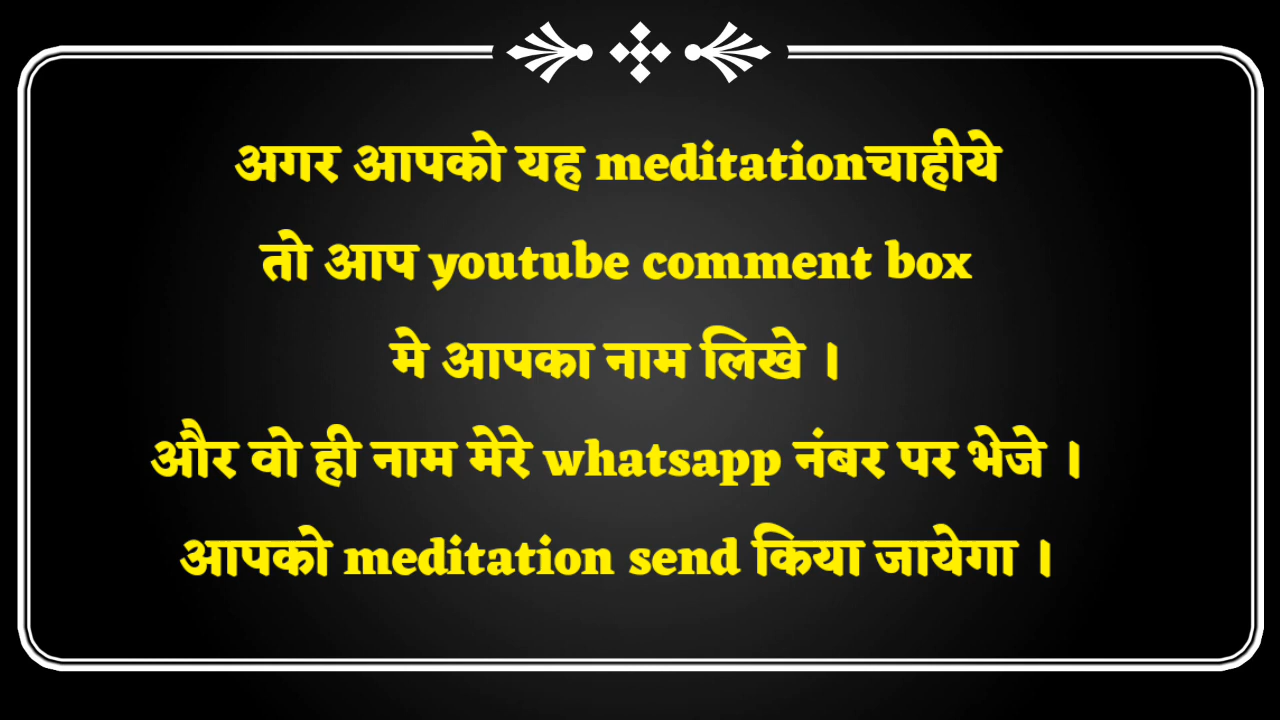 अगर आपको यह meditationचाहीये
तो आप youtube comment box
मे आपका नाम लिखे ।
और वो ही नाम मेरे whatsapp नंबर पर भेजे ।
आपको meditation send किया जायेगा ।